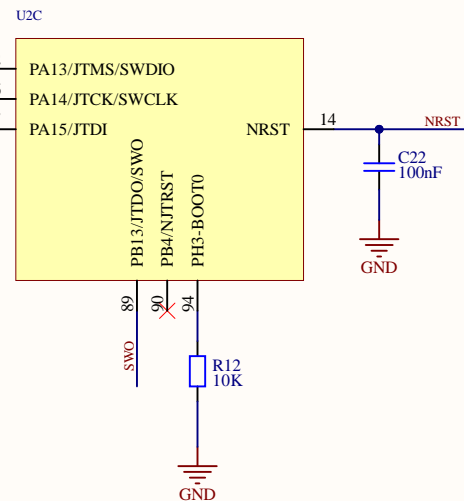 U2C
PA13/JTMS/SWDIO
PA14/JTCK/SWCLK
PA15/JTDI
NRST
14
NRST
C22
100nF
GND
PB13/JTDO/SWO
PB4/NJTRST
PH3-BOOT0
89
90
94
SWO
R12
10K
GND